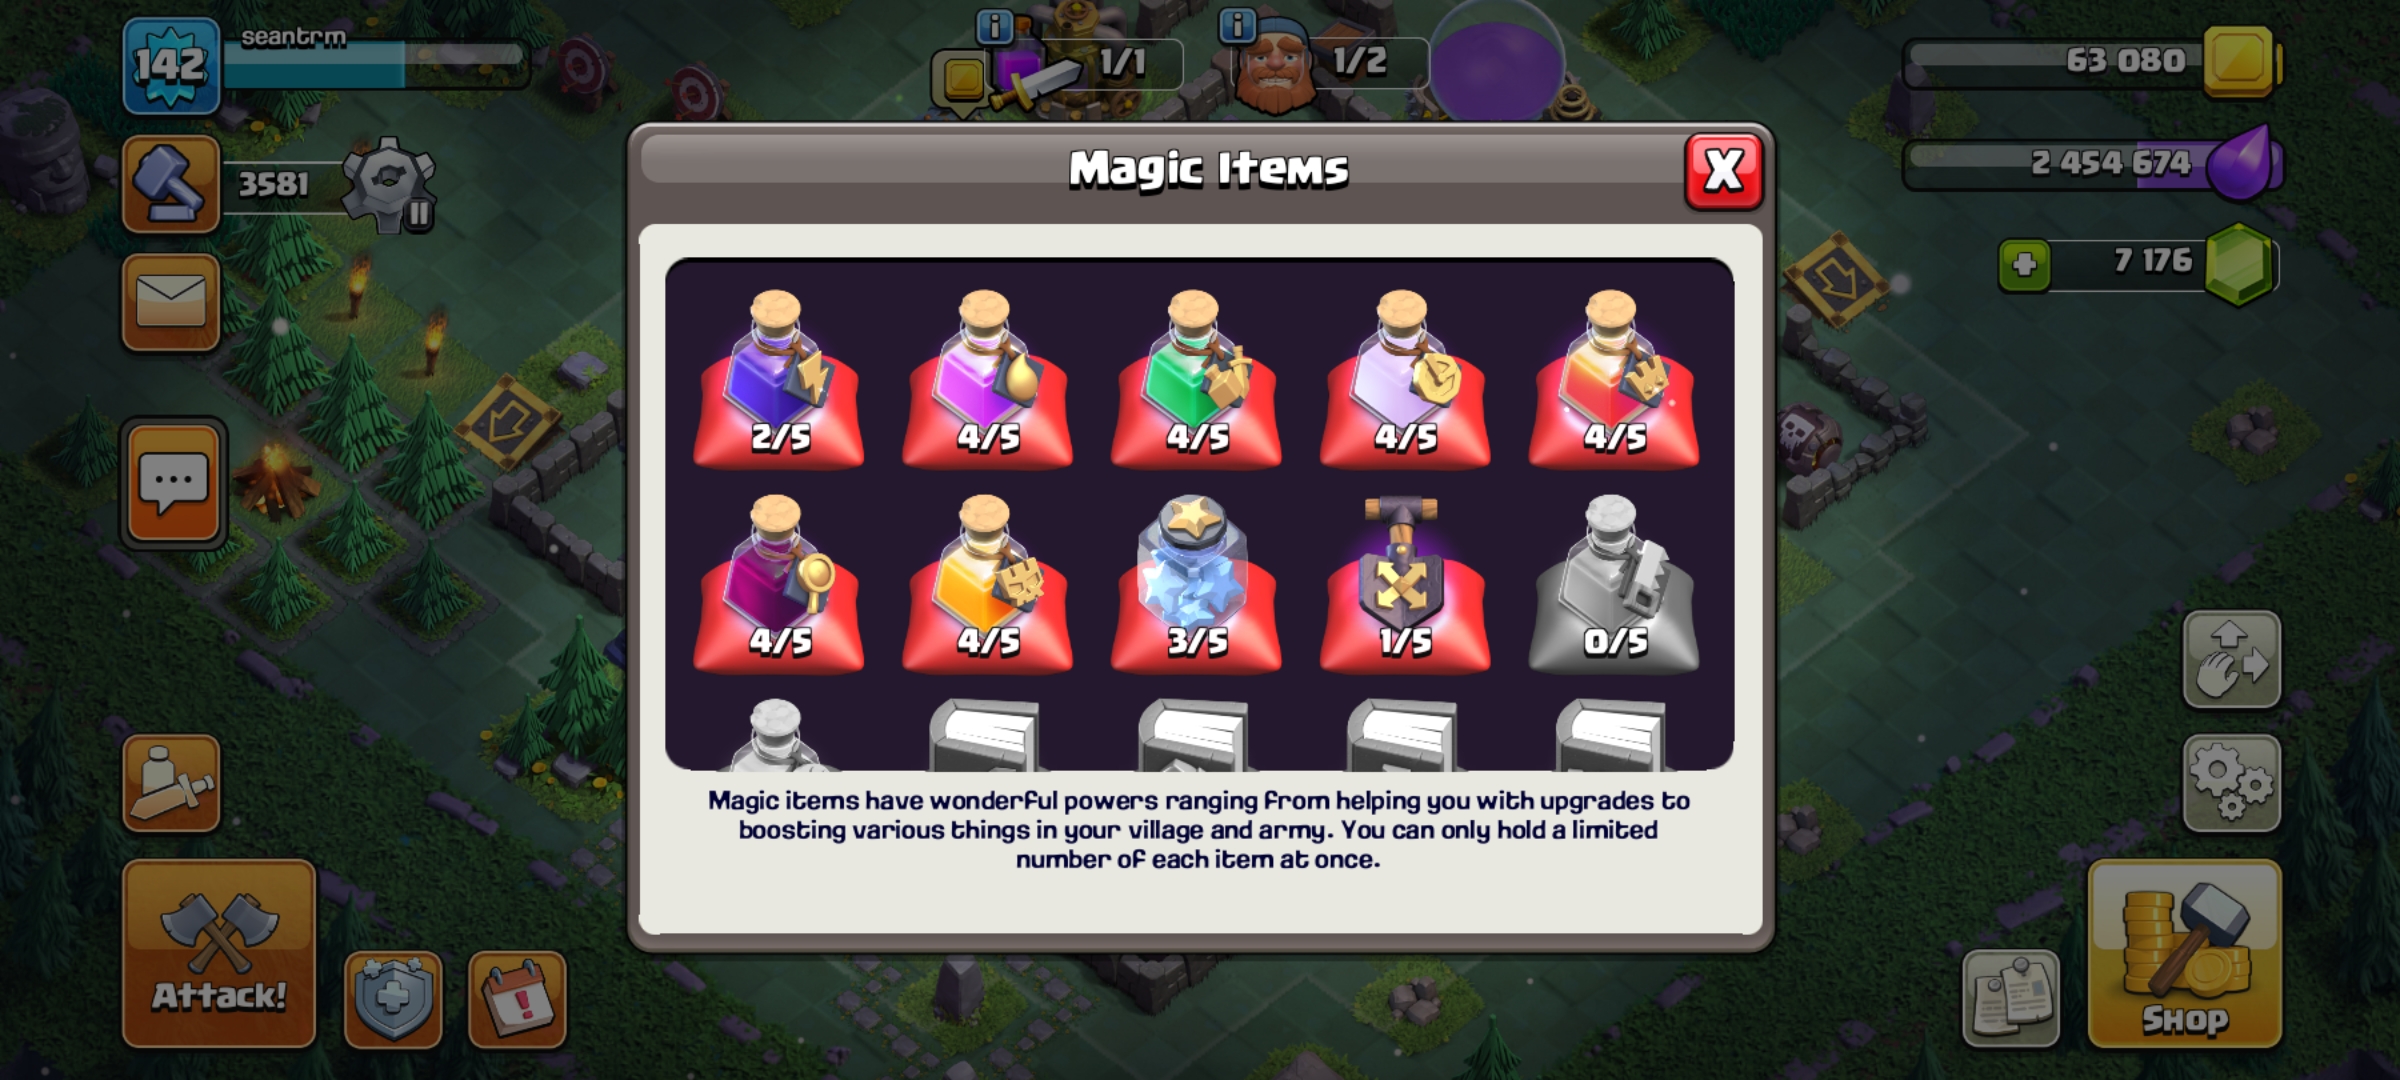 142
seantrm
1/1
1/2
63 080
3581
2 454 674
7 176
Magic Items
X
2/5
4/5
4/5
4/5
4/5
4/5
4/5
3/5
1/5
0/5
Magic items have wonderful powers ranging from helping you with upgrades to
boosting various things in your village and army. You can only hold a limited
number of each item at once.
Attack!
Shop